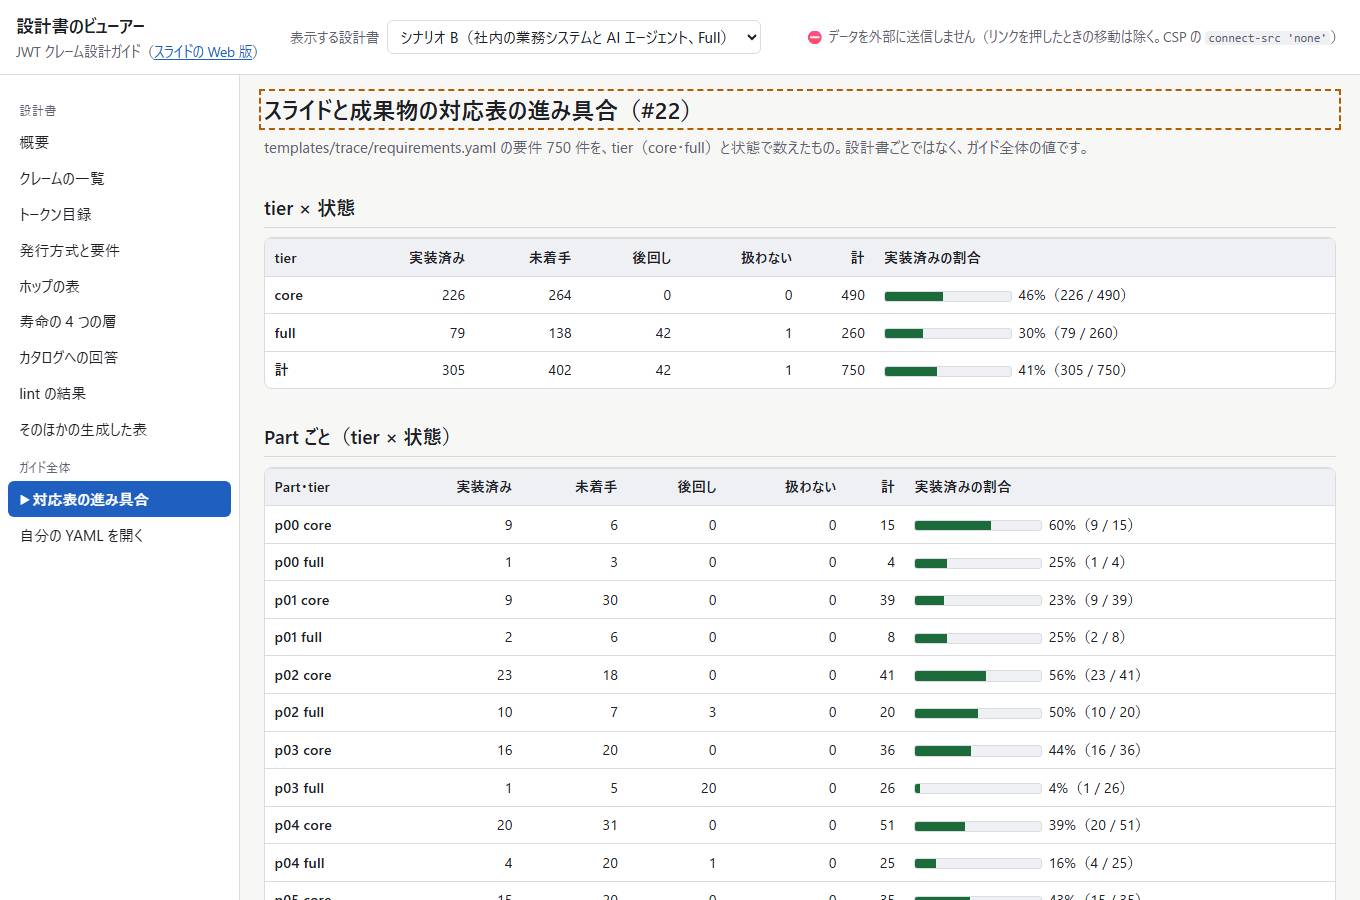 設計書のビューアー
JWT クレーム設計ガイド（スライドの Web 版）
表示する設計書
シナリオ B（社内の業務システムと AI エージェント、Full）
データを外部に送信しません（リンクを押したときの移動は除く。CSP の connect-src 'none'）
設計書
概要
クレームの一覧
トークン目録
発行方式と要件
ホップの表
寿命の 4 つの層
カタログへの回答
lint の結果
そのほかの生成した表
ガイド全体
▶ 対応表の進み具合
自分の YAML を開く
スライドと成果物の対応表の進み具合（#22）
templates/trace/requirements.yaml の要件 750 件を、tier（core・full）と状態で数えたもの。設計書ごとではなく、ガイド全体の値です。
tier × 状態
tier 実装済み 未着手 後回し 扱わない 計 実装済みの割合
core 226 264 0 0 490 46%（226 / 490）
full 79 138 42 1 260 30%（79 / 260）
計 305 402 42 1 750 41%（305 / 750）
Part ごと（tier × 状態）
Part・tier 実装済み 未着手 後回し 扱わない 計 実装済みの割合
p00 core 9 6 0 0 15 60%（9 / 15）
p00 full 1 3 0 0 4 25%（1 / 4）
p01 core 9 30 0 0 39 23%（9 / 39）
p01 full 2 6 0 0 8 25%（2 / 8）
p02 core 23 18 0 0 41 56%（23 / 41）
p02 full 10 7 3 0 20 50%（10 / 20）
p03 core 16 20 0 0 36 44%（16 / 36）
p03 full 1 5 20 0 26 4%（1 / 26）
p04 core 20 31 0 0 51 39%（20 / 51）
p04 full 4 20 1 0 25 16%（4 / 25）
p05 core 15 20 0 0 35 43%（15 / 35）